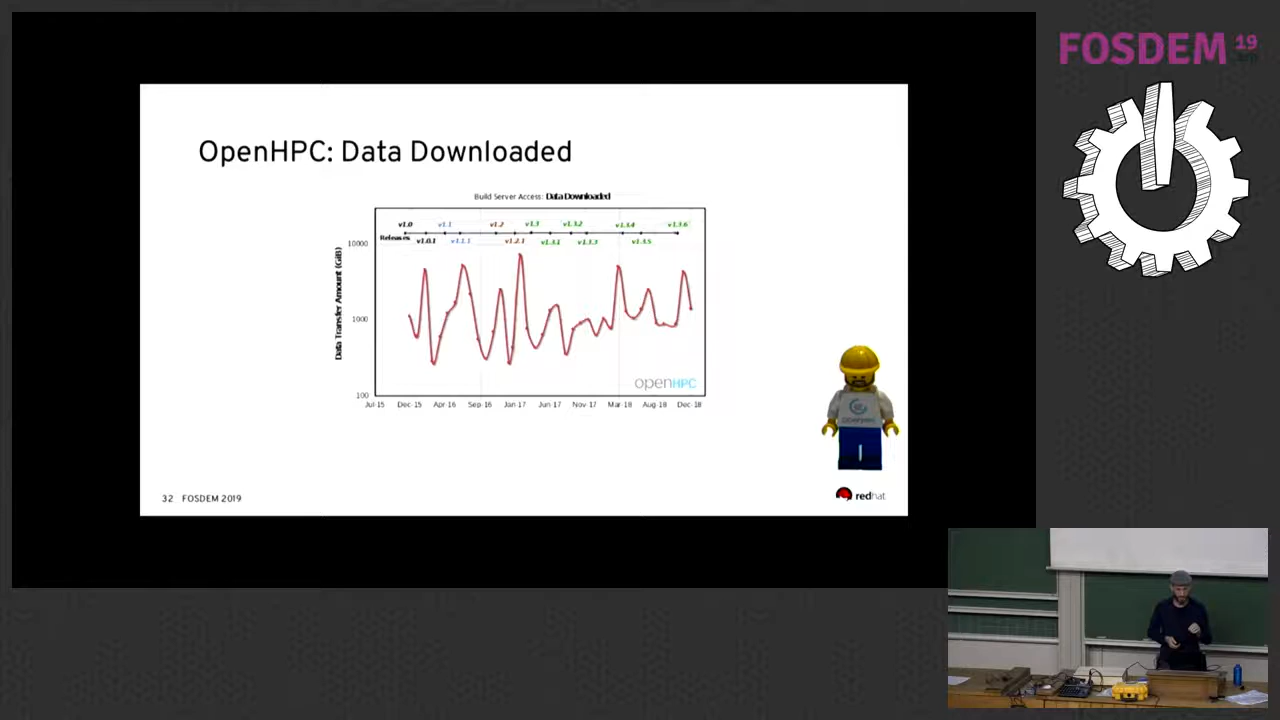 FOSDEM 19
OpenHPC: Data Downloaded
Build Server Access: Data Downloaded
v1.0 v1.1 v1.2 v1.3 v1.3.2 v1.3.4 v1.3.6
Releases v1.0.1 v1.1.1 v1.2.1 v1.3.1 v1.3.3 v1.3.5
Data Transfer Amount (GiB)
10000
1000
100
openHPC
Jul-15 Dec-15 Apr-16 Sep-16 Jan-17 Jun-17 Nov-17 Mar-18 Aug-18 Dec-18
32 FOSDEM 2019
redhat